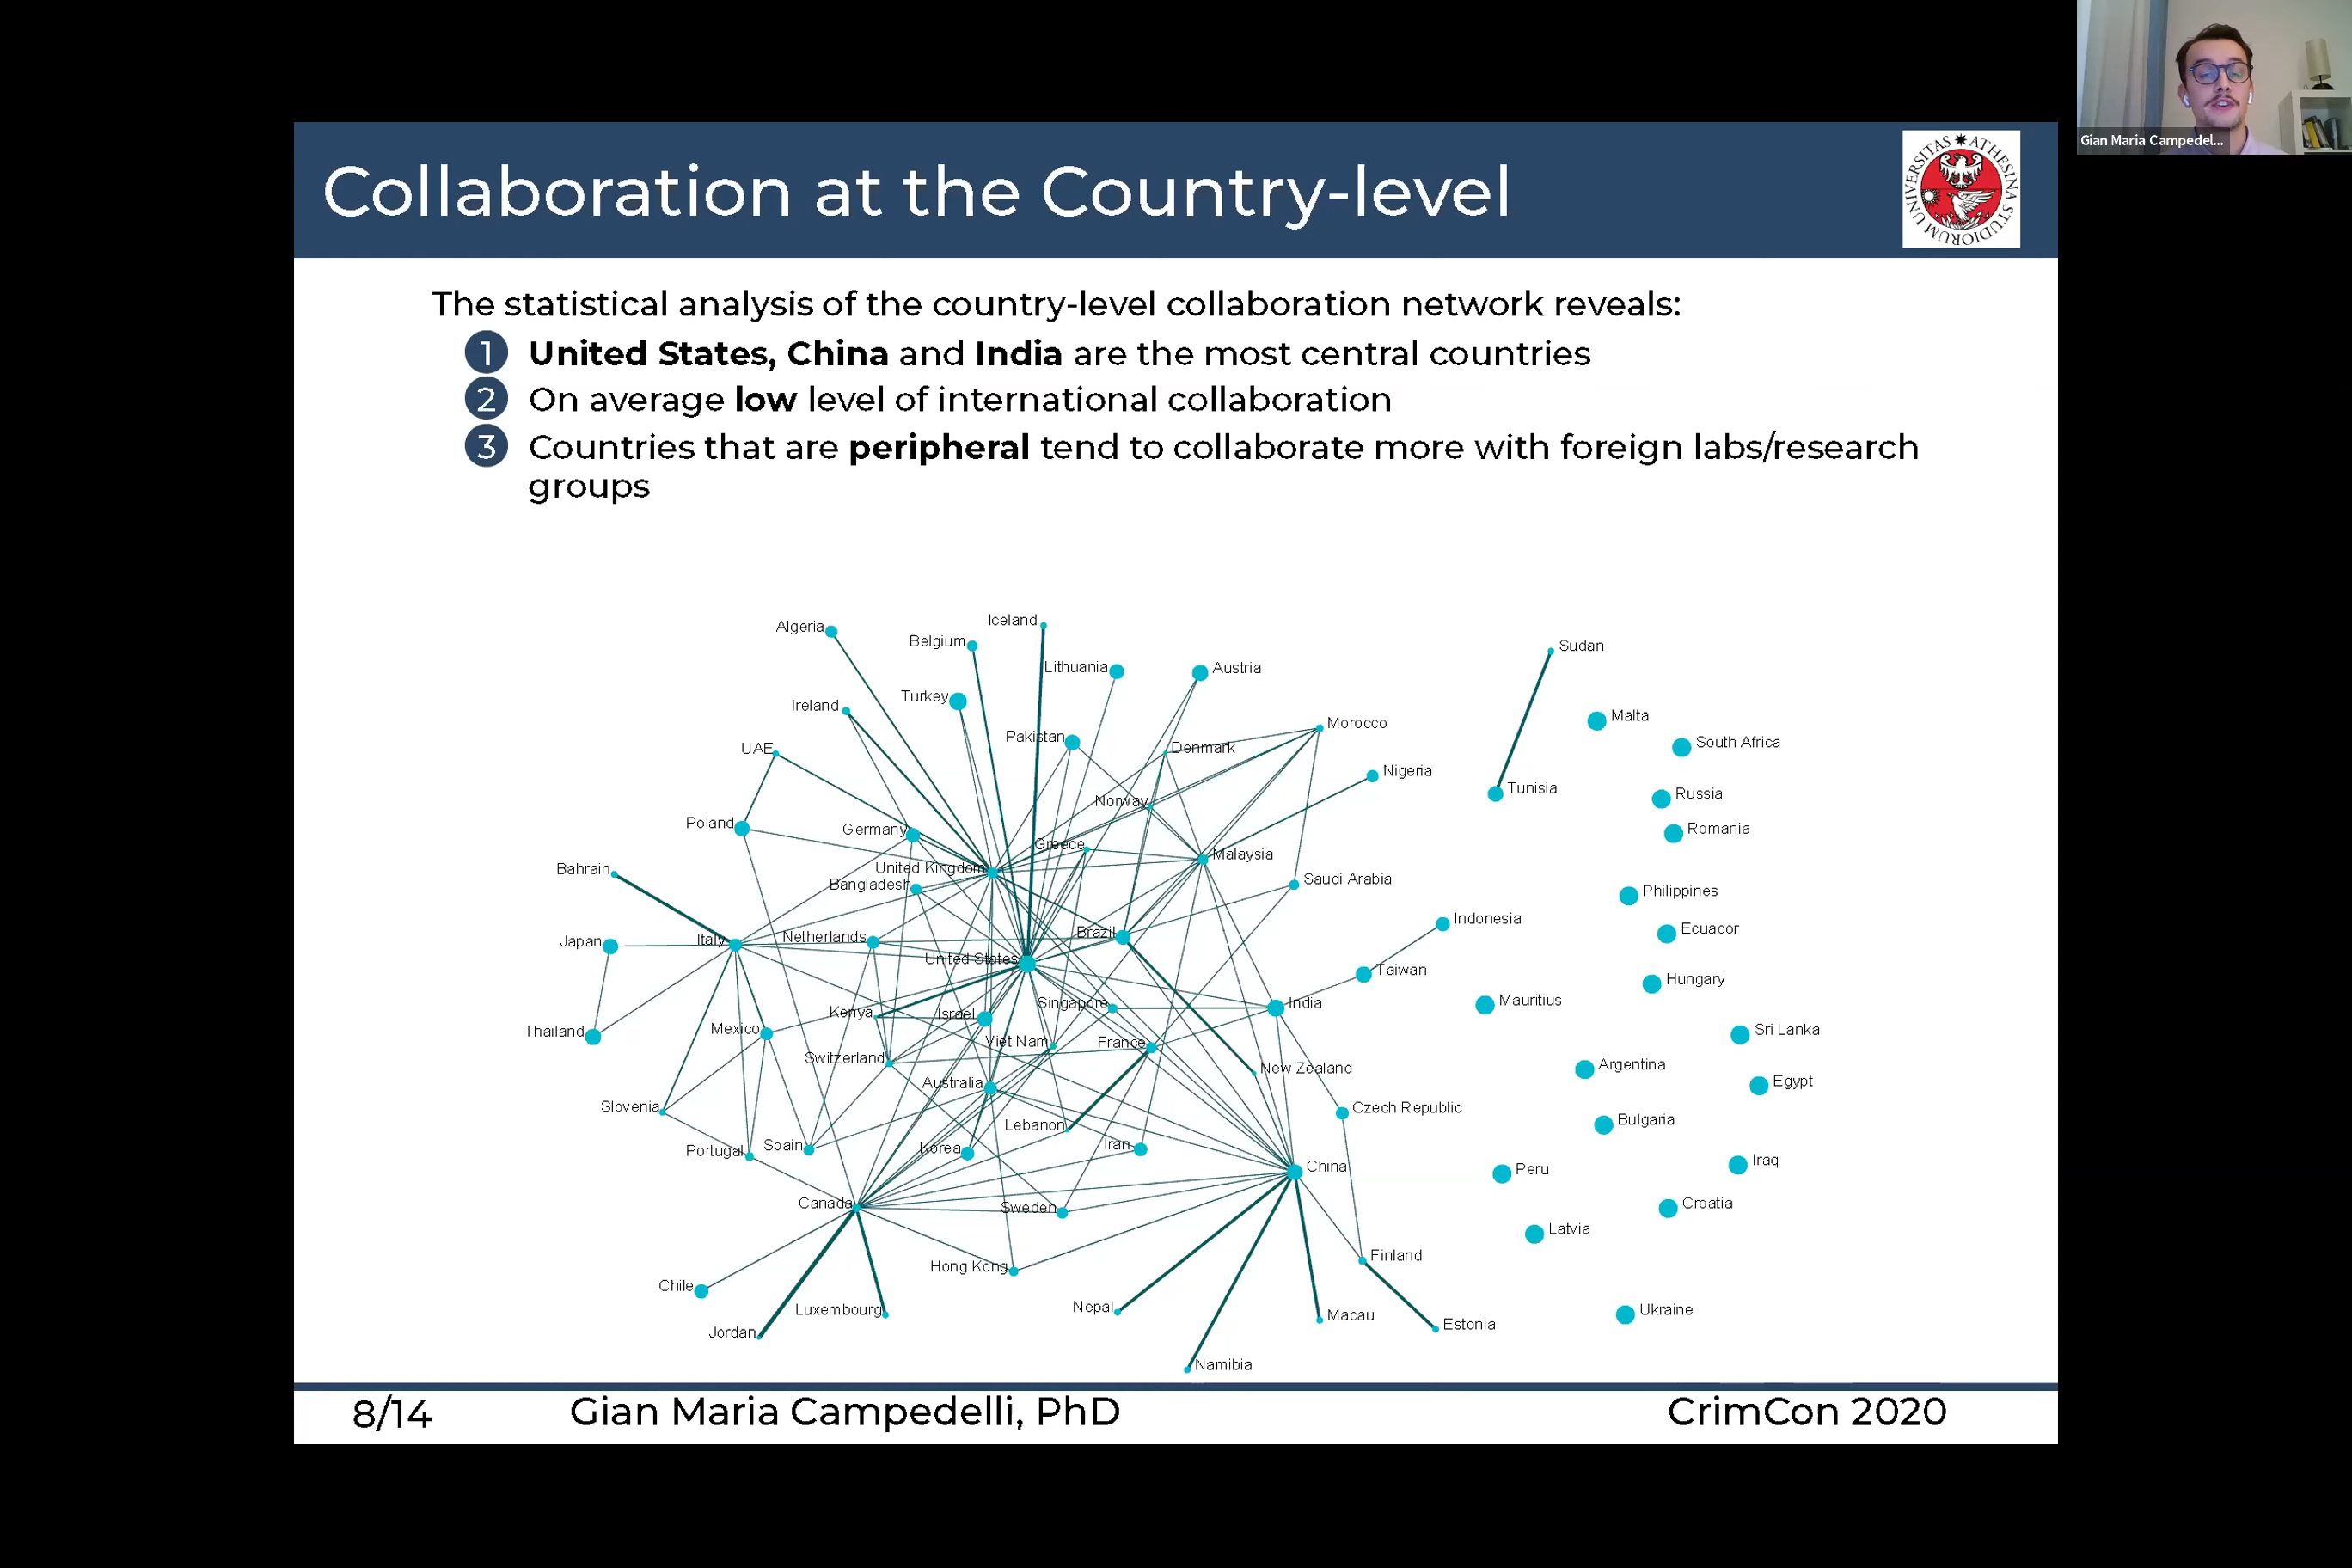 Gian Maria Campedel...
Collaboration at the Country-level
UNIVERSITAS ATHESINA STUDIORUM
The statistical analysis of the country-level collaboration network reveals:
1 United States, China and India are the most central countries
2 On average low level of international collaboration
3 Countries that are peripheral tend to collaborate more with foreign labs/research
groups
Iceland
Algeria
Belgium
Sudan
Lithuania
Austria
Turkey
Ireland
Malta
Morocco
Pakistan
South Africa
UAE
Denmark
Nigeria
Tunisia
Russia
Norway
Poland
Germany
Romania
Greece
Malaysia
Bahrain
United Kingdom
Saudi Arabia
Bangladesh
Philippines
Indonesia
Ecuador
Brazil
Netherlands
Italy
Japan
United States
Taiwan
Hungary
Mauritius
Singapore
India
Kenya
Israel
Mexico
Thailand
Sri Lanka
Viet Nam
France
Switzerland
Argentina
New Zealand
Australia
Egypt
Slovenia
Czech Republic
Bulgaria
Lebanon
Iran
Spain
Korea
Portugal
Iraq
China
Peru
Canada
Croatia
Sweden
Latvia
Finland
Hong Kong
Chile
Nepal
Luxembourg
Ukraine
Macau
Estonia
Jordan
Namibia
8/14
Gian Maria Campedelli, PhD
CrimCon 2020